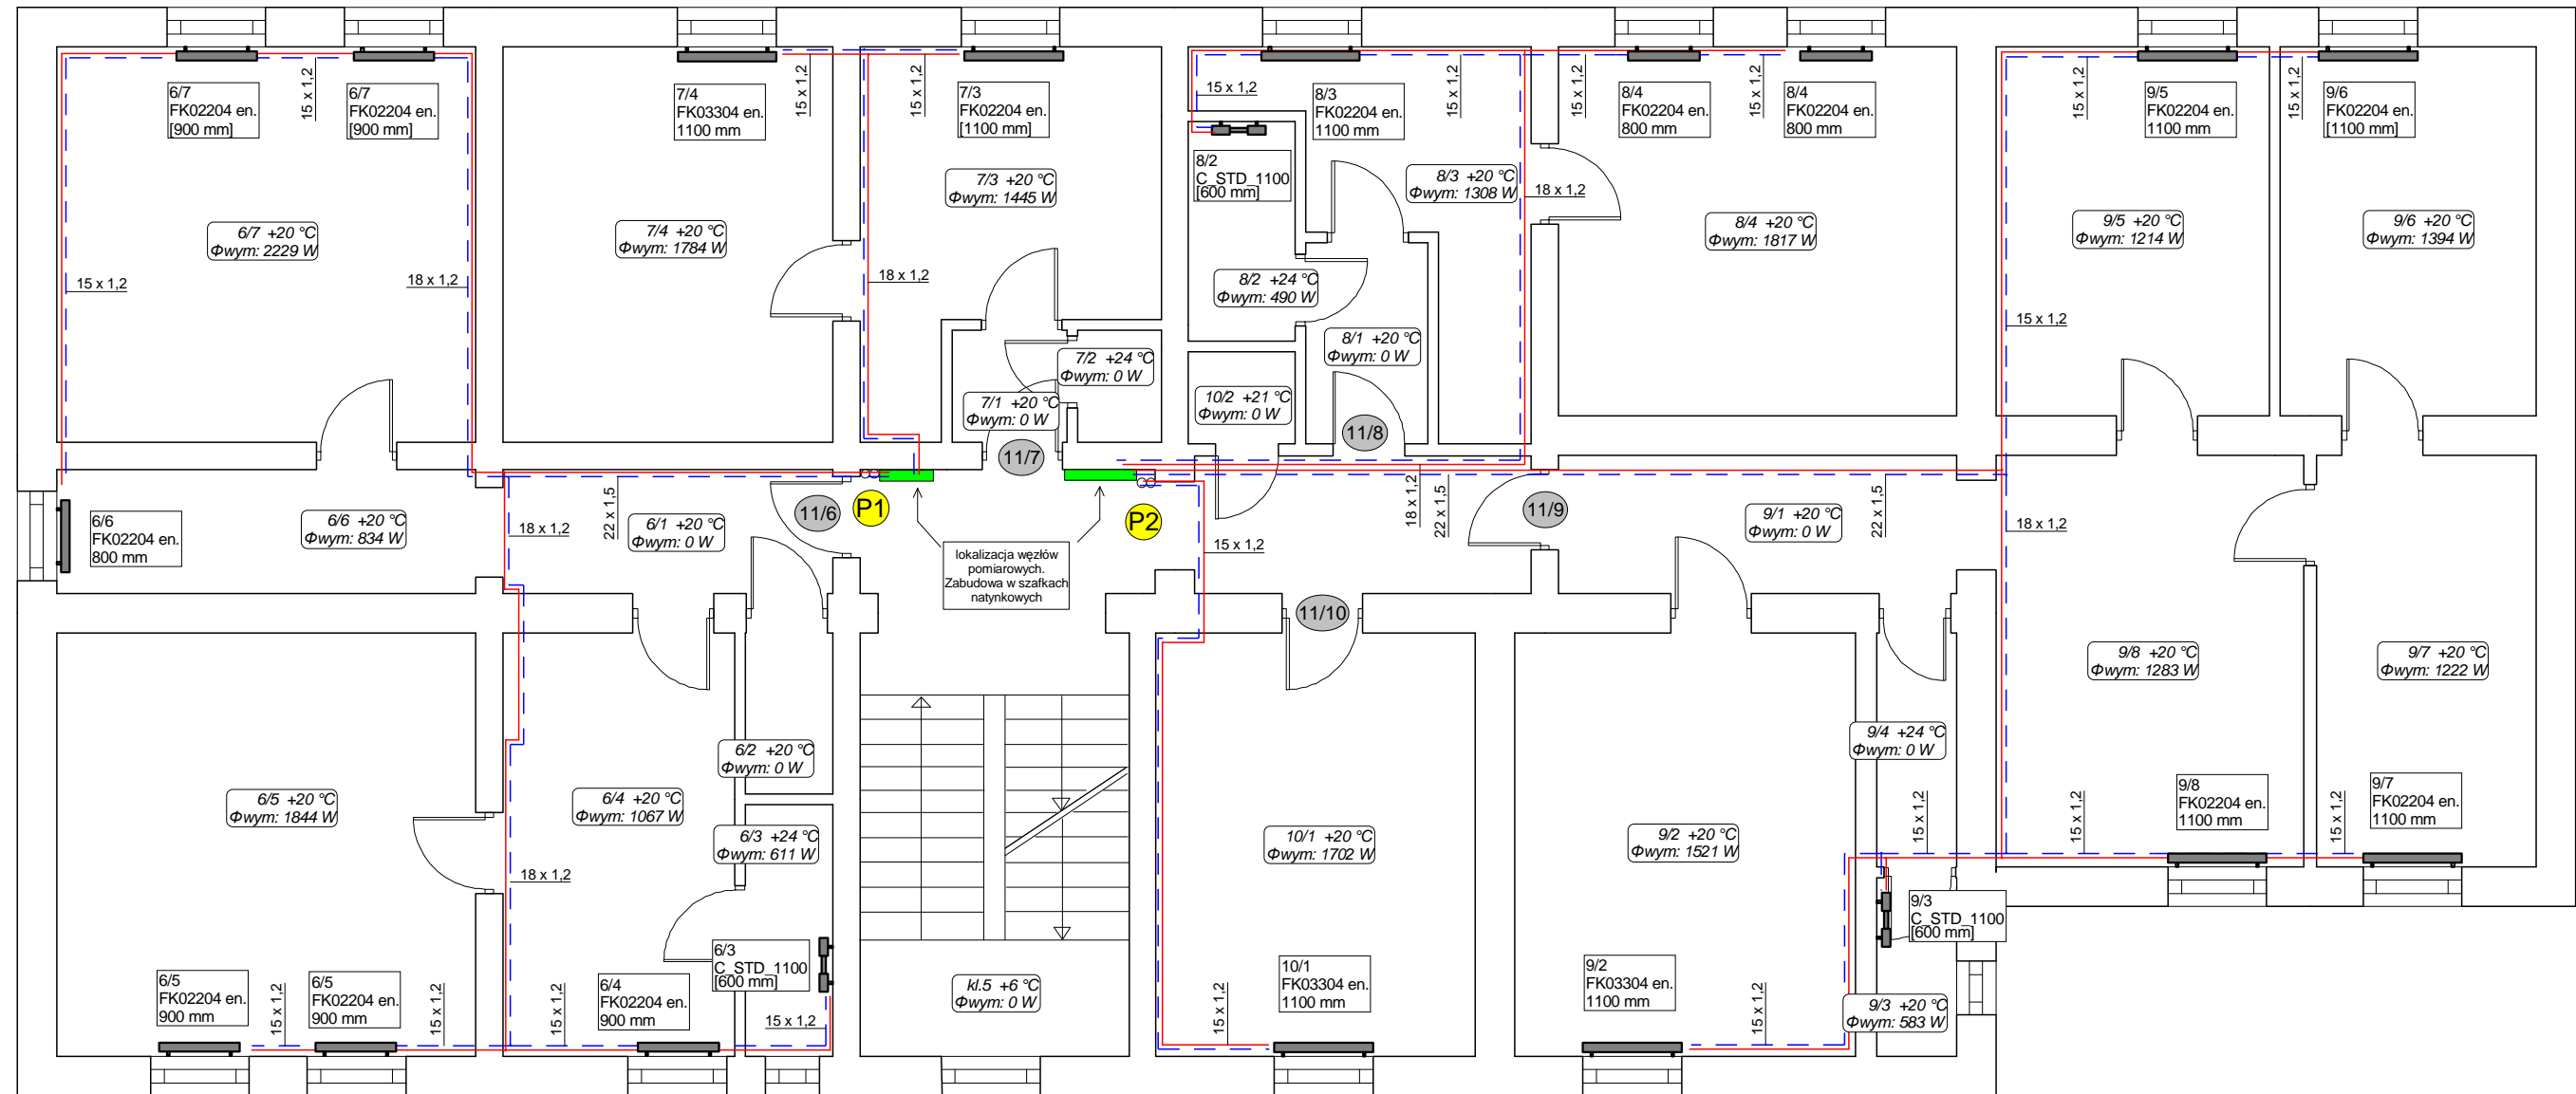 15 x 1,2
15 x 1,2
15 x 1,2
15 x 1,2
15 x 1,2
15 x 1,2
15 x 1,2
15 x 1,2
15 x 1,2
15 x 1,2
6/7
FK02204 en.
[900 mm]
6/7
FK02204 en.
[900 mm]
7/4
FK03304 en.
1100 mm
7/3
FK02204 en.
[1100 mm]
8/3
FK02204 en.
1100 mm
8/4
FK02204 en.
800 mm
8/4
FK02204 en.
800 mm
9/5
FK02204 en.
1100 mm
9/6
FK02204 en.
[1100 mm]
8/2
C_STD_1100
[600 mm]
7/3 +20 °C
Φwym: 1445 W
8/3 +20 °C
Φwym: 1308 W
18 x 1,2
6/7 +20 °C
Φwym: 2229 W
7/4 +20 °C
Φwym: 1784 W
8/4 +20 °C
Φwym: 1817 W
9/5 +20 °C
Φwym: 1214 W
9/6 +20 °C
Φwym: 1394 W
15 x 1,2
18 x 1,2
18 x 1,2
8/2 +24 °C
Φwym: 490 W
15 x 1,2
8/1 +20 °C
Φwym: 0 W
7/2 +24 °C
Φwym: 0 W
7/1 +20 °C
Φwym: 0 W
10/2 +21 °C
Φwym: 0 W
11/7
11/8
6/6
FK02204 en.
800 mm
6/6 +20 °C
Φwym: 834 W
18 x 1,2
22 x 1,5
6/1 +20 °C
Φwym: 0 W
11/6
P1
P2
18 x 1,2
22 x 1,5
11/9
9/1 +20 °C
Φwym: 0 W
22 x 1,5
18 x 1,2
lokalizacja węzłów
pomiarowych.
Zabudowa w szafkach
natynkowych
15 x 1,2
11/10
9/8 +20 °C
Φwym: 1283 W
9/7 +20 °C
Φwym: 1222 W
6/2 +20 °C
Φwym: 0 W
9/4 +24 °C
Φwym: 0 W
6/5 +20 °C
Φwym: 1844 W
6/4 +20 °C
Φwym: 1067 W
6/3 +24 °C
Φwym: 611 W
10/1 +20 °C
Φwym: 1702 W
9/2 +20 °C
Φwym: 1521 W
15 x 1,2
15 x 1,2
9/8
FK02204 en.
1100 mm
15 x 1,2
9/7
FK02204 en.
1100 mm
18 x 1,2
9/3
C_STD_1100
[600 mm]
6/3
C_STD_1100
[600 mm]
6/5
FK02204 en.
900 mm
15 x 1,2
6/5
FK02204 en.
900 mm
15 x 1,2
15 x 1,2
6/4
FK02204 en.
900 mm
15 x 1,2
kl.5 +6 °C
Φwym: 0 W
15 x 1,2
10/1
FK03304 en.
1100 mm
9/2
FK03304 en.
1100 mm
15 x 1,2
9/3 +20 °C
Φwym: 583 W